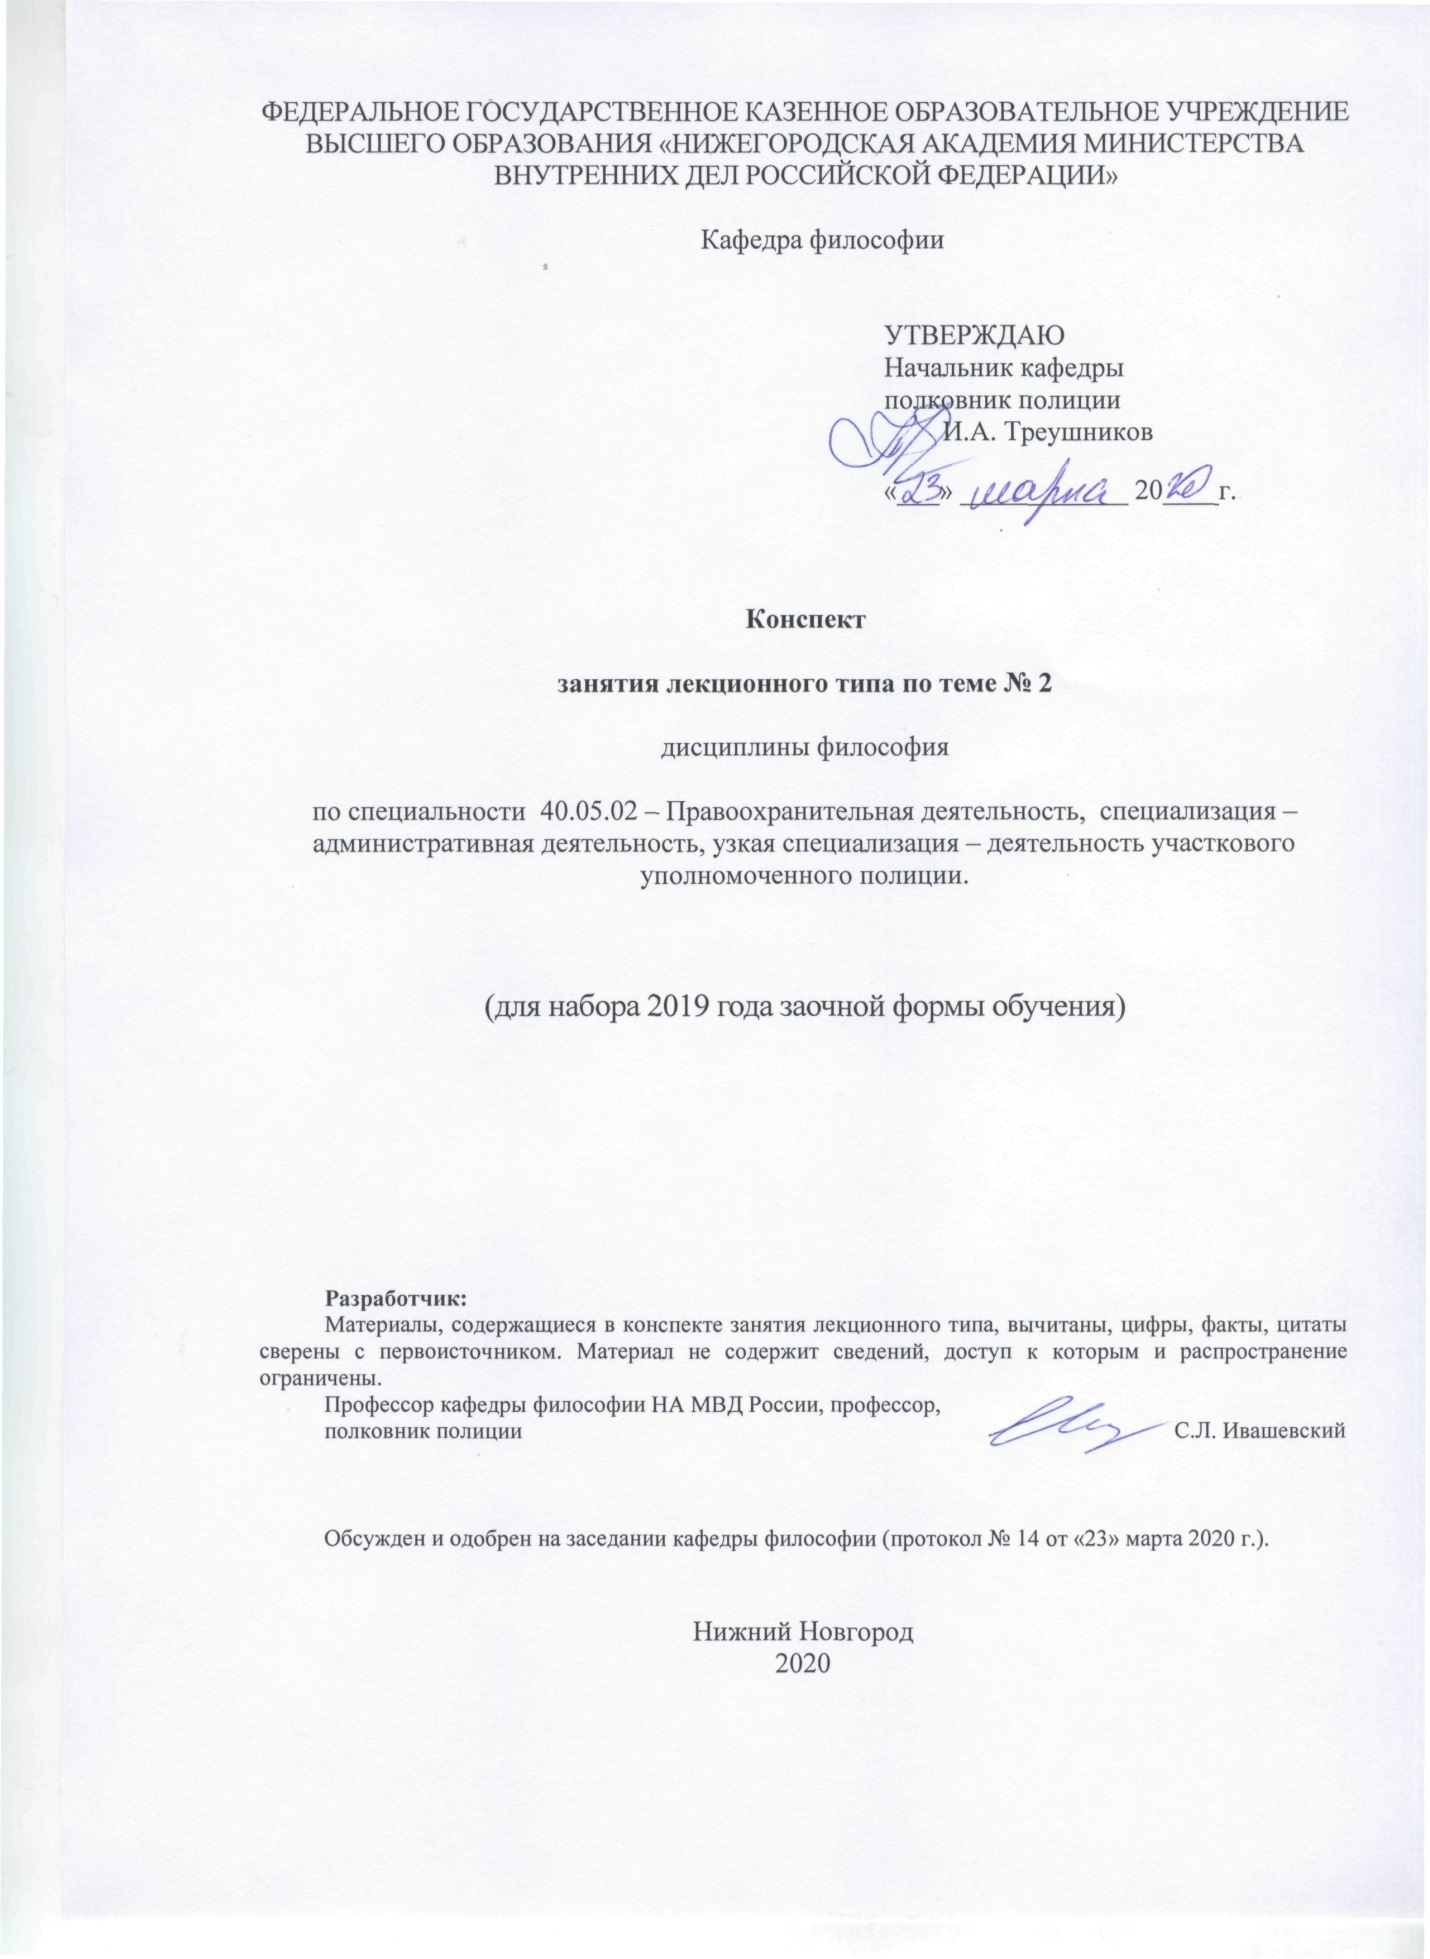 ФЕДЕРАЛЬНОЕ ГОСУДАРСТВЕННОЕ КАЗЕННОЕ ОБРАЗОВАТЕЛЬНОЕ УЧРЕЖДЕНИЕ
ВЫСШЕГО ОБРАЗОВАНИЯ «НИЖЕГОРОДСКАЯ АКАДЕМИЯ МИНИСТЕРСТВА
ВНУТРЕННИХ ДЕЛ РОССИЙСКОЙ ФЕДЕРАЦИИ»
Кафедра философии
УТВЕРЖДАЮ
Начальник кафедры
полковник полиции
И.А. Треушников
«23» марта 2020 г.
Конспект
занятия лекционного типа по теме № 2
дисциплины философия
по специальности 40.05.02 – Правоохранительная деятельность, специализация –
административная деятельность, узкая специализация – деятельность участкового
уполномоченного полиции.
(для набора 2019 года заочной формы обучения)
Разработчик:
Материалы, содержащиеся в конспекте занятия лекционного типа, вычитаны, цифры, факты, цитаты
сверены с первоисточником. Материал не содержит сведений, доступ к которым и распространение
ограничены.
Профессор кафедры философии НА МВД России, профессор,
полковник полиции С.Л. Ивашевский
Обсужден и одобрен на заседании кафедры философии (протокол № 14 от «23» марта 2020 г.).
Нижний Новгород
2020